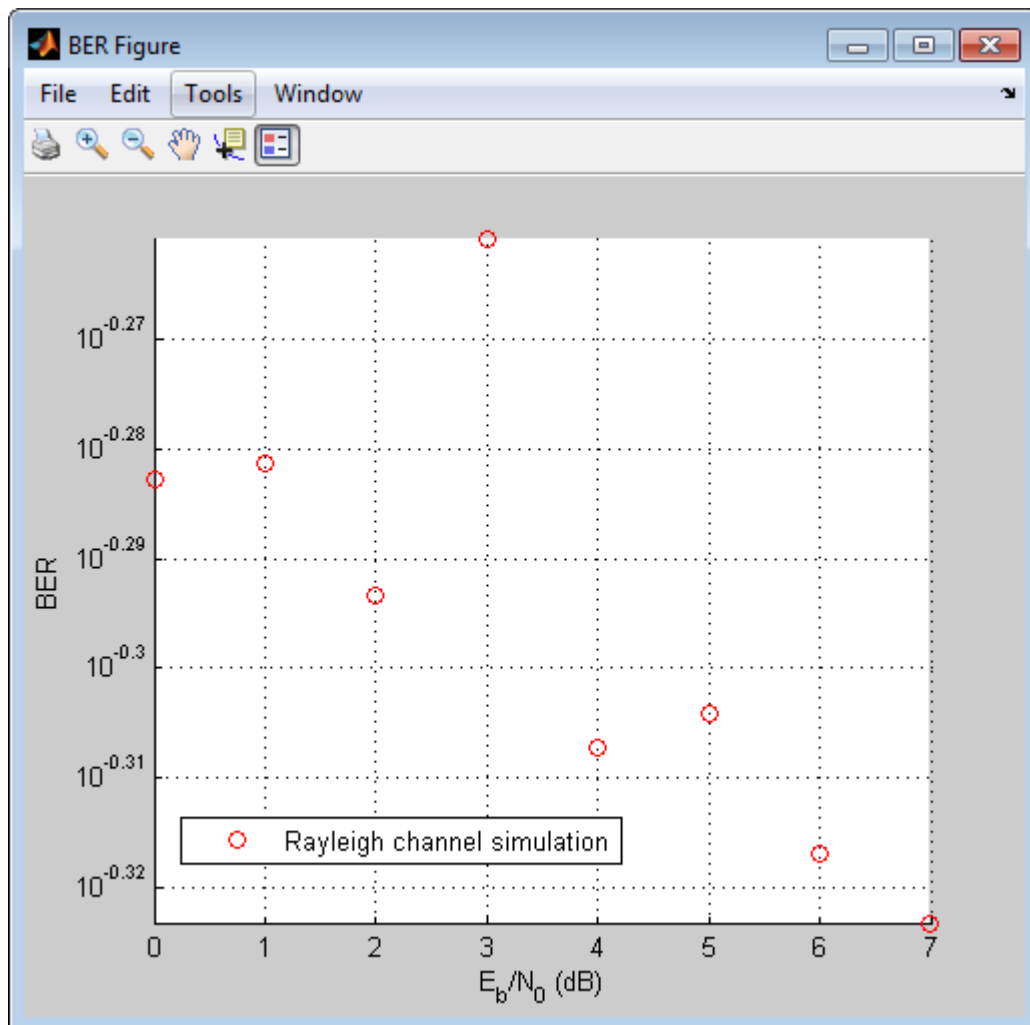 BER Figure
File Edit Tools Window
10^-0.27
10^-0.28
10^-0.29
10^-0.3
10^-0.31
10^-0.32
BER
Rayleigh channel simulation
0 1 2 3 4 5 6 7
E_b/N_0 (dB)